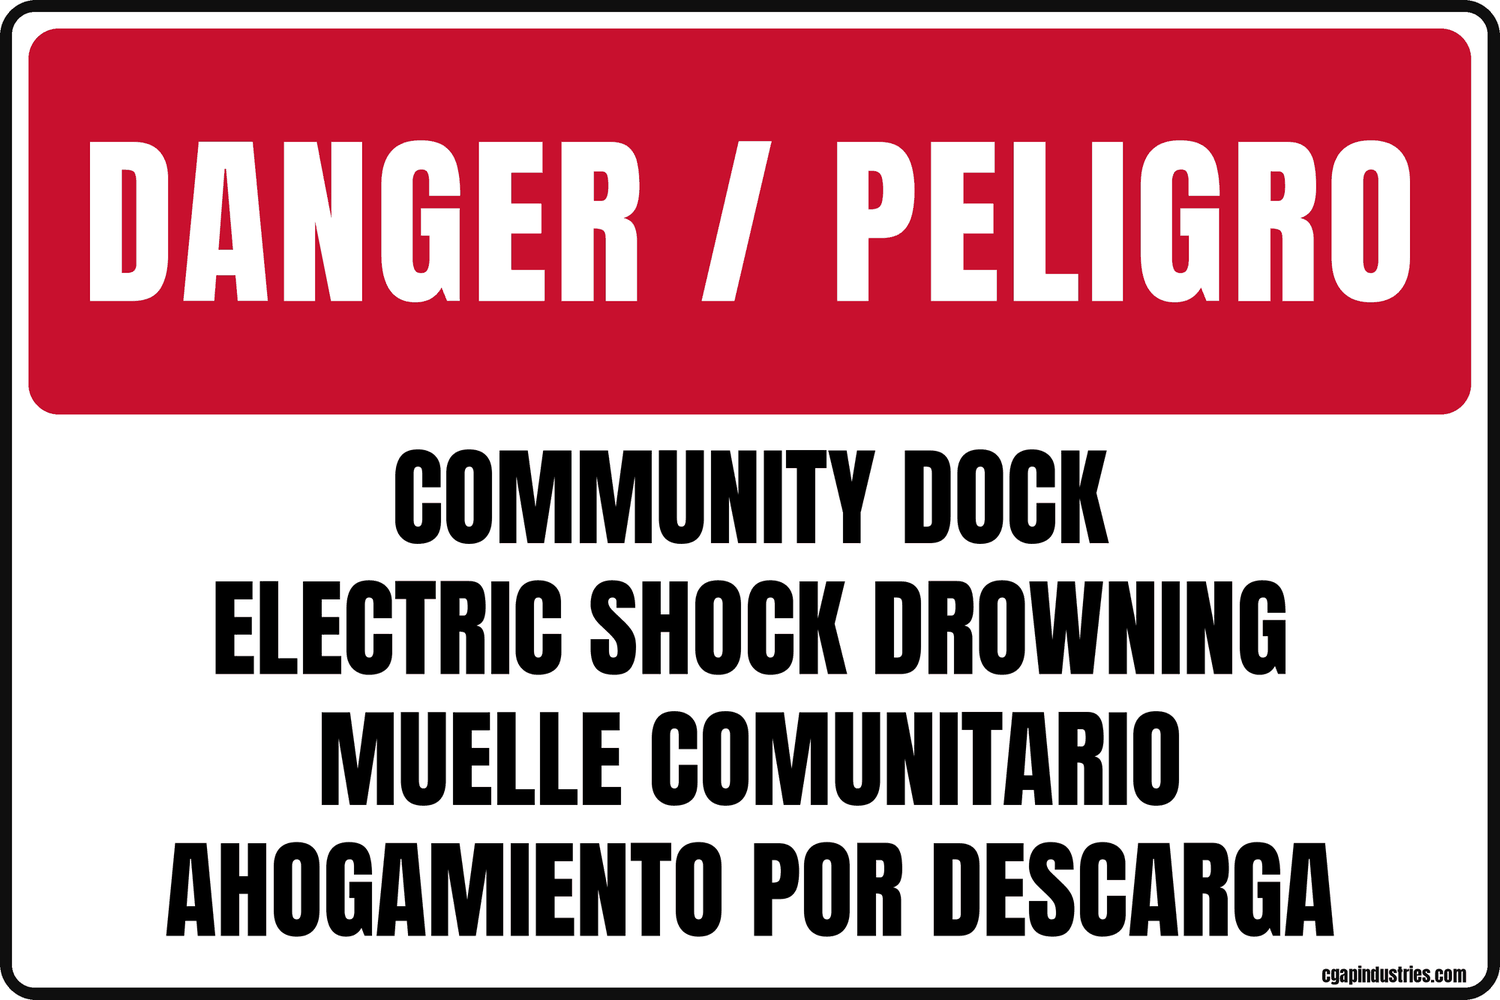 DANGER / PELIGRO
COMMUNITY DOCK
ELECTRIC SHOCK DROWNING
MUELLE COMUNITARIO
AHOGAMIENTO POR DESCARGA
cgapindustries.com